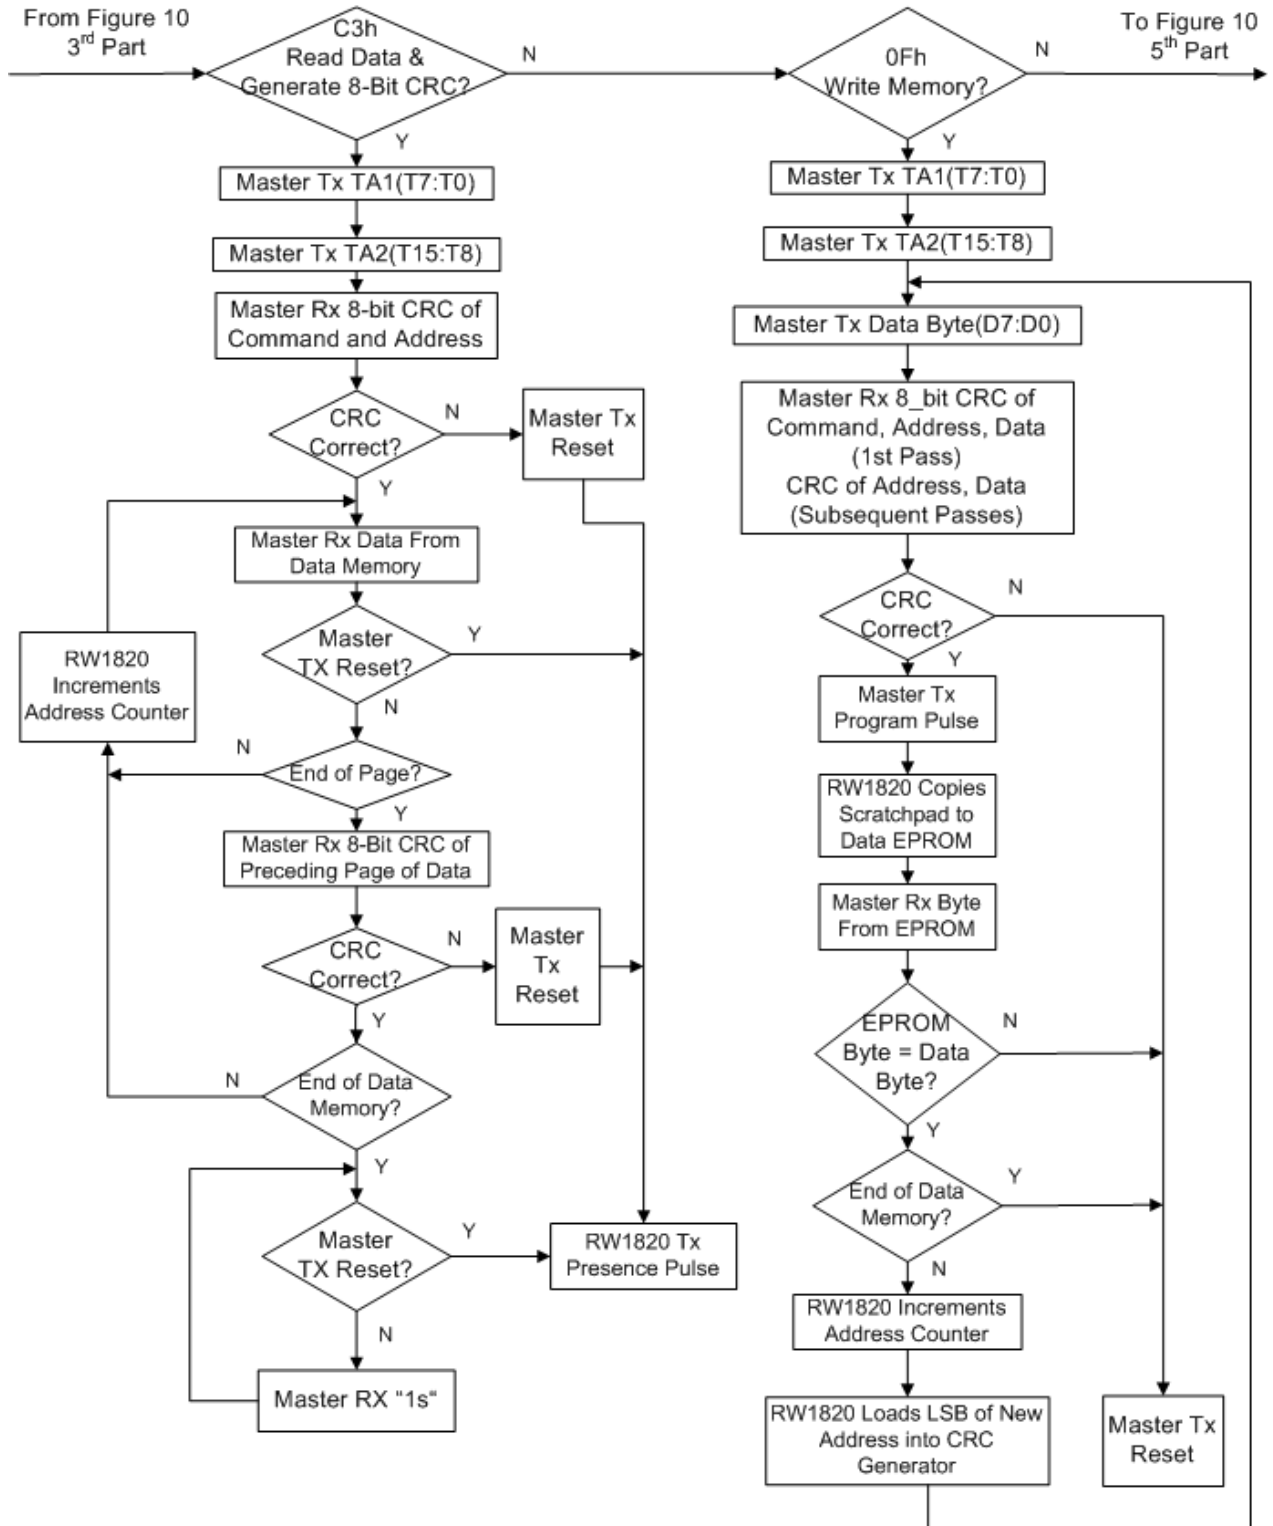 From Figure 10
3rd Part
C3h
Read Data &
Generate 8-Bit CRC?
N
Y
Master Tx TA1(T7:T0)
Master Tx TA2(T15:T8)
Master Rx 8-bit CRC of
Command and Address
CRC
Correct?
N
Master Tx
Reset
Y
Master Rx Data From
Data Memory
Master
TX Reset?
Y
N
RW1820
Increments
Address Counter
End of Page?
N
Y
Master Rx 8-Bit CRC of
Preceding Page of Data
CRC
Correct?
N
Master
Tx
Reset
Y
End of Data
Memory?
N
Y
Master
TX Reset?
Y
RW1820 Tx
Presence Pulse
N
Master RX “1s“
0Fh
Write Memory?
N
To Figure 10
5th Part
Y
Master Tx TA1(T7:T0)
Master Tx TA2(T15:T8)
Master Tx Data Byte(D7:D0)
Master Rx 8_bit CRC of
Command, Address, Data
(1st Pass)
CRC of Address, Data
(Subsequent Passes)
CRC
Correct?
N
Y
Master Tx
Program Pulse
RW1820 Copies
Scratchpad to
Data EPROM
Master Rx Byte
From EPROM
EPROM
Byte = Data
Byte?
N
Y
End of Data
Memory?
Y
N
RW1820 Increments
Address Counter
RW1820 Loads LSB of New
Address into CRC
Generator
Master Tx
Reset